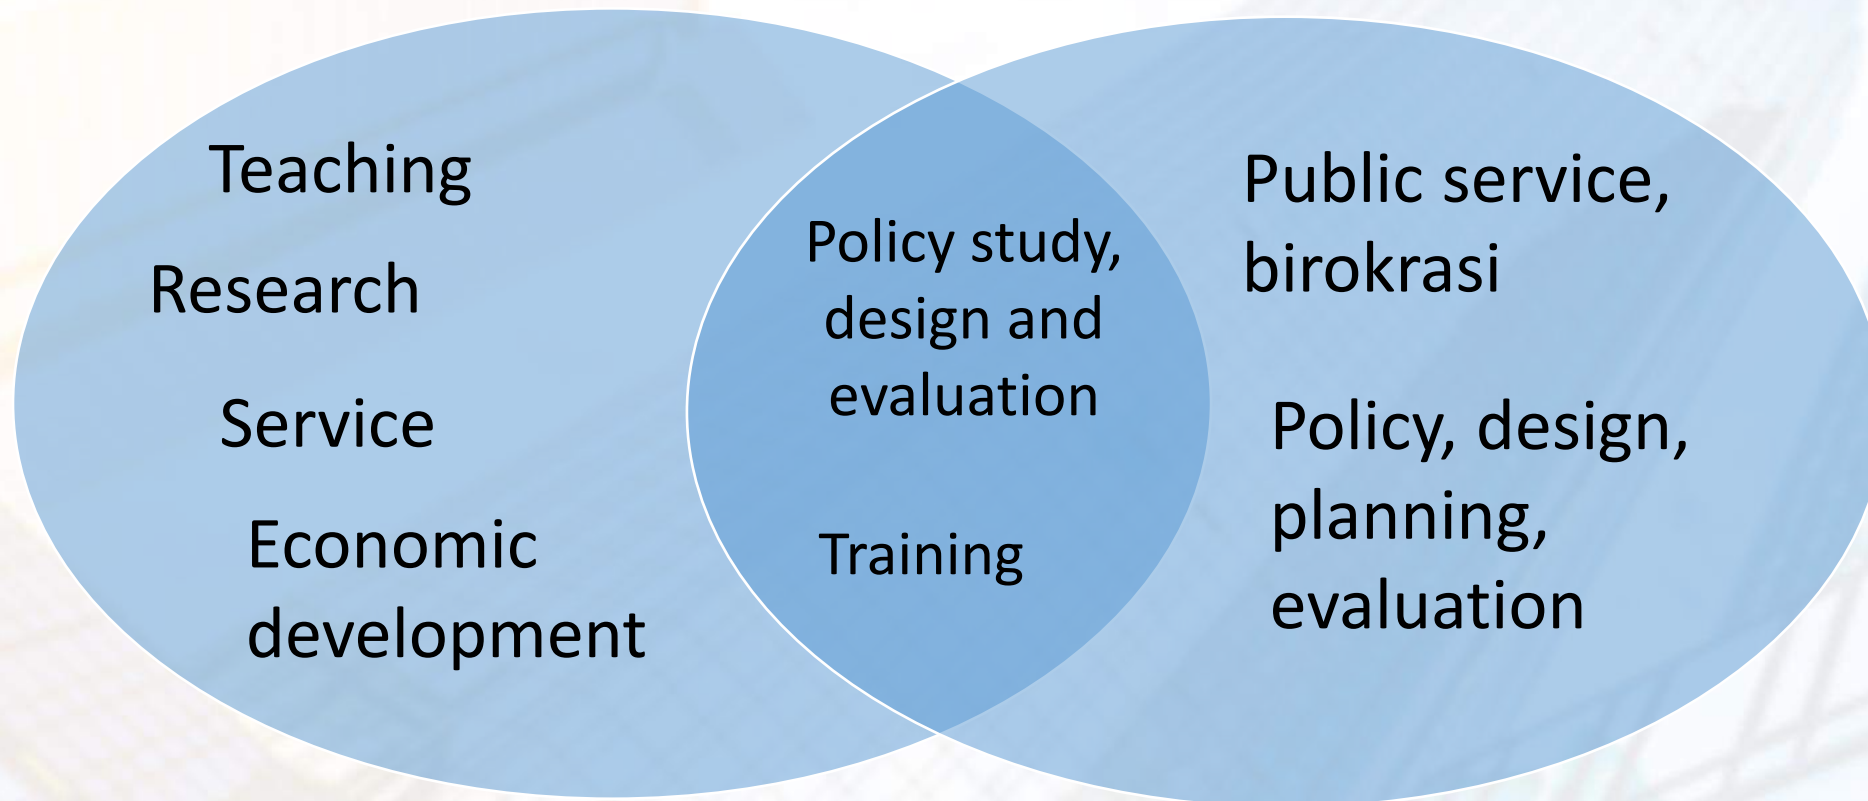 Teaching
Research
Service
Economic
development
Policy study,
design and
evaluation
Training
Public service,
birokrasi
Policy, design,
planning,
evaluation